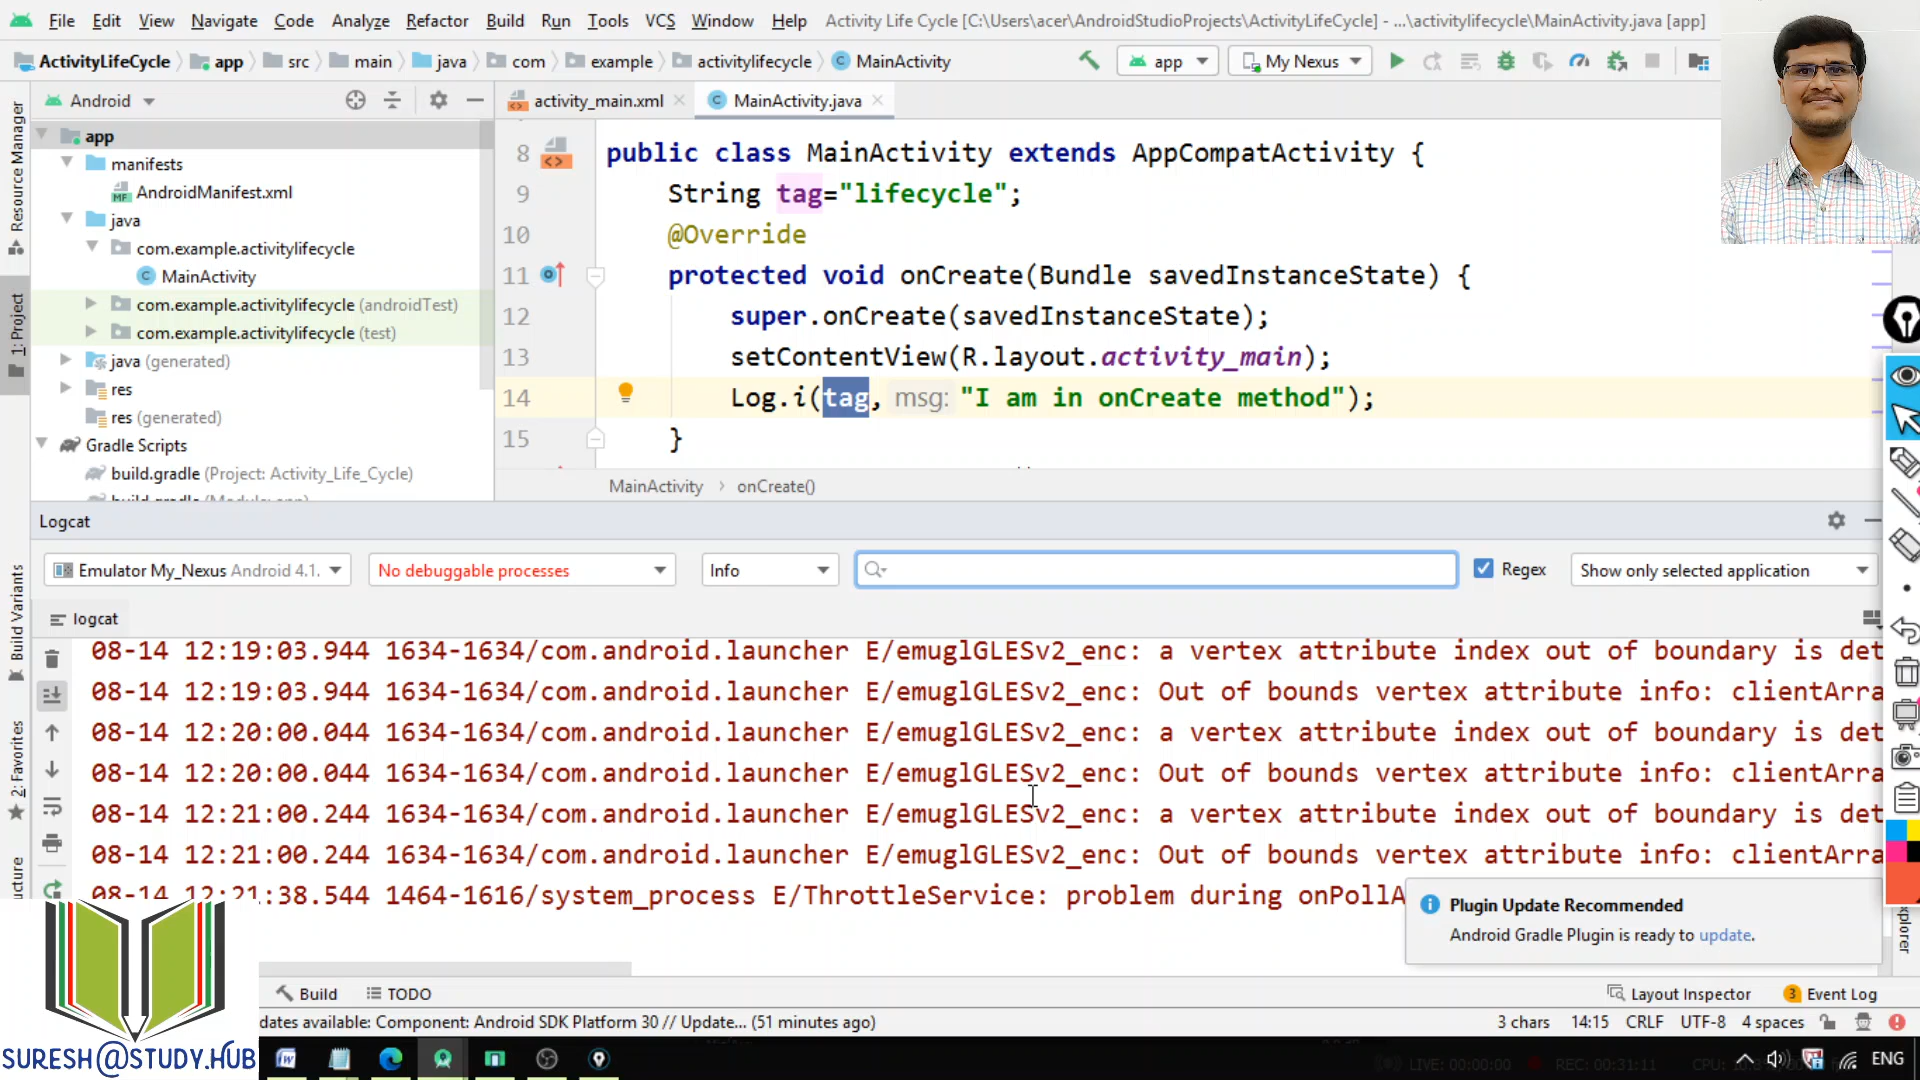 File Edit View Navigate Code Analyze Refactor Build Run Tools VCS Window Help Activity Life Cycle [C:\Users\acer\AndroidStudioProjects\ActivityLifeCycle] - ...\activitylifecycle\MainActivity.java [app]
ActivityLifeCycle app src main java com example activitylifecycle MainActivity app My Nexus
Android
activity_main.xml MainActivity.java
Resource Manager
1: Project
Build Variants
2: Favorites
app
manifests
AndroidManifest.xml
java
com.example.activitylifecycle
MainActivity
com.example.activitylifecycle (androidTest)
com.example.activitylifecycle (test)
java (generated)
res
res (generated)
Gradle Scripts
build.gradle (Project: Activity_Life_Cycle)
8 public class MainActivity extends AppCompatActivity {
9 String tag="lifecycle";
10 @Override
11 protected void onCreate(Bundle savedInstanceState) {
12 super.onCreate(savedInstanceState);
13 setContentView(R.layout.activity_main);
14 Log.i(tag, msg: "I am in onCreate method");
15 }
MainActivity onCreate()
Logcat
Emulator My_Nexus Android 4.1. No debuggable processes Info Regex Show only selected application
logcat
08-14 12:19:03.944 1634-1634/com.android.launcher E/emuglGLESv2_enc: a vertex attribute index out of boundary is det
08-14 12:19:03.944 1634-1634/com.android.launcher E/emuglGLESv2_enc: Out of bounds vertex attribute info: clientArra
08-14 12:20:00.044 1634-1634/com.android.launcher E/emuglGLESv2_enc: a vertex attribute index out of boundary is det
08-14 12:20:00.044 1634-1634/com.android.launcher E/emuglGLESv2_enc: Out of bounds vertex attribute info: clientArra
08-14 12:21:00.244 1634-1634/com.android.launcher E/emuglGLESv2_enc: a vertex attribute index out of boundary is det
08-14 12:21:00.244 1634-1634/com.android.launcher E/emuglGLESv2_enc: Out of bounds vertex attribute info: clientArra
08-14 12:21:38.544 1464-1616/system_process E/ThrottleService: problem during onPollA
Plugin Update Recommended
Android Gradle Plugin is ready to update.
Build TODO Layout Inspector 3 Event Log
dates available: Component: Android SDK Platform 30 // Update... (51 minutes ago) 3 chars 14:15 CRLF UTF-8 4 spaces
SURESH@STUDY.HUB
LIVE: 00:00:00 REC: 00:31:11 ENG